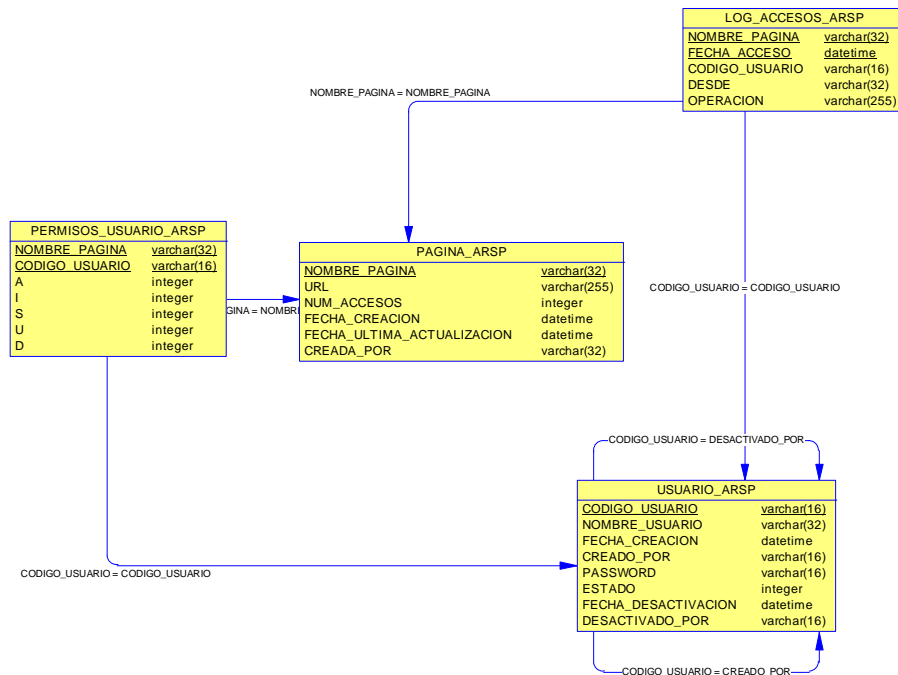 LOG_ACCESOS_ARSP
NOMBRE_PAGINA varchar(32)
FECHA_ACCESO datetime
CODIGO_USUARIO varchar(16)
DESDE varchar(32)
OPERACION varchar(255)
NOMBRE_PAGINA = NOMBRE_PAGINA
PERMISOS_USUARIO_ARSP
NOMBRE_PAGINA varchar(32)
CODIGO_USUARIO varchar(16)
A integer
I integer
S integer
U integer
D integer
GINA = NOMBRE
PAGINA_ARSP
NOMBRE_PAGINA varchar(32)
URL varchar(255)
NUM_ACCESOS integer
FECHA_CREACION datetime
FECHA_ULTIMA_ACTUALIZACION datetime
CREADA_POR varchar(32)
CODIGO_USUARIO = CODIGO_USUARIO
CODIGO_USUARIO = DESACTIVADO_POR
USUARIO_ARSP
CODIGO_USUARIO varchar(16)
NOMBRE_USUARIO varchar(32)
FECHA_CREACION datetime
CREADO_POR varchar(16)
PASSWORD varchar(16)
ESTADO integer
FECHA_DESACTIVACION datetime
DESACTIVADO_POR varchar(16)
CODIGO_USUARIO = CODIGO_USUARIO
CODIGO_USUARIO = CREADO_POR